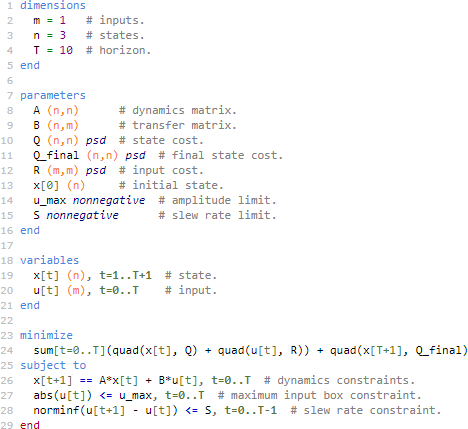 1 dimensions
2 m = 1 # inputs.
3 n = 3 # states.
4 T = 10 # horizon.
5 end
6
7 parameters
8 A (n,n) # dynamics matrix.
9 B (n,m) # transfer matrix.
10 Q (n,n) psd # state cost.
11 Q_final (n,n) psd # final state cost.
12 R (m,m) psd # input cost.
13 x[0] (n) # initial state.
14 u_max nonnegative # amplitude limit.
15 S nonnegative # slew rate limit.
16 end
17
18 variables
19 x[t] (n), t=1..T+1 # state.
20 u[t] (m), t=0..T # input.
21 end
22
23 minimize
24 sum[t=0..T](quad(x[t], Q) + quad(u[t], R)) + quad(x[T+1], Q_final)
25 subject to
26 x[t+1] == A*x[t] + B*u[t], t=0..T # dynamics constraints.
27 abs(u[t]) <= u_max, t=0..T # maximum input box constraint.
28 norminf(u[t+1] - u[t]) <= S, t=0..T-1 # slew rate constraint.
29 end